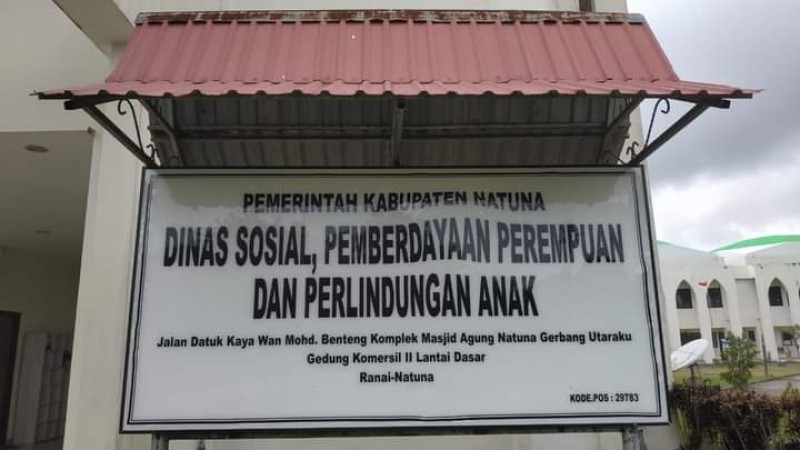 PEMERINTAH KABUPATEN NATUNA
DINAS SOSIAL, PEMBERDAYAAN PEREMPUAN
DAN PERLINDUNGAN ANAK
Jalan Datuk Kaya Wan Mohd. Benteng Komplek Masjid Agung Natuna Gerbang Utaraku
Gedung Komersil II Lantai Dasar
Ranai-Natuna
KODE.POS : 29783